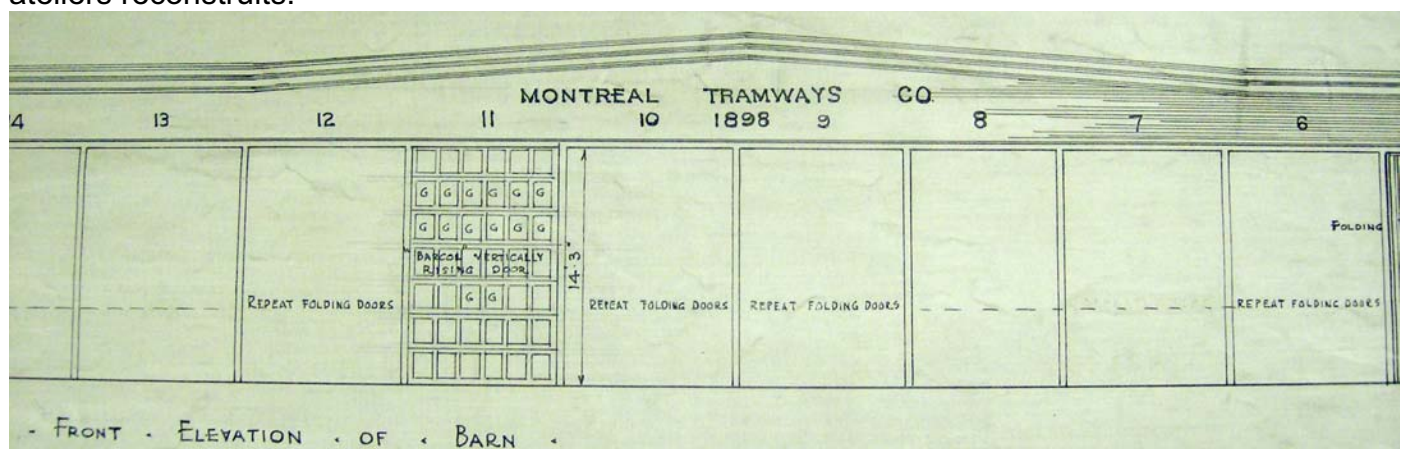 ateliers reconstruits.
MONTREAL TRAMWAYS CO.
4 13 12 11 10 1898 9 8 7 6
G G G G G G
G G G G G G
FOLDING
BARCOL VERTICALLY
RISING DOOR
14'3"
G G
REPEAT FOLDING DOORS REPEAT FOLDING DOORS REPEAT FOLDING DOORS REPEAT FOLDING DOORS
- FRONT . ELEVATION . OF . BARN .